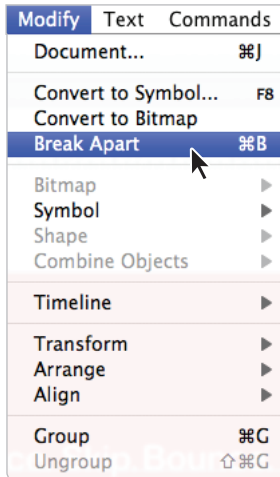 Modify Text Commands
Document... ⌘J
Convert to Symbol... F8
Convert to Bitmap
Break Apart ⌘B
Bitmap
Symbol
Shape
Combine Objects
Timeline
Transform
Arrange
Align
Group ⌘G
Ungroup ⇧⌘G